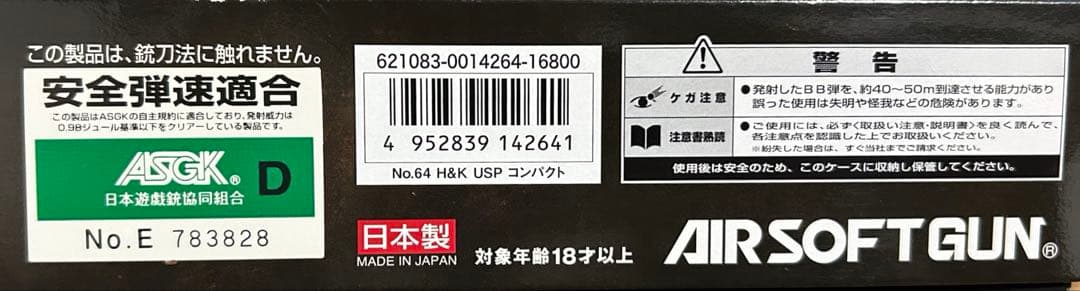 この製品は、銃刀法に触れません。
安全弾速適合
この製品はASGKの自主規約に適合しており、発射威力は
0.98ジュール基準以下をクリアーしている製品です。
ASGK® D
日本遊戯銃協同組合
No.E 783828
621083-0014264-16800
4 952839 142641
No.64 H&K USP コンパクト
日本製
MADE IN JAPAN
対象年齢18才以上
警告
ケガ注意
●発射したBB弾を、約40〜50m到達させる能力があり
誤った使用は失明や怪我などの危険があります。
注意書熟読
●ご使用には、必ず〈取扱い注意・説明書〉を良く読んで、
各注意点を認識した上でお取扱いください。
※紛失した場合は、すぐ当社までご請求ください。
使用後は安全のため、このケースに収納し保管してください。
AIRSOFT GUN®